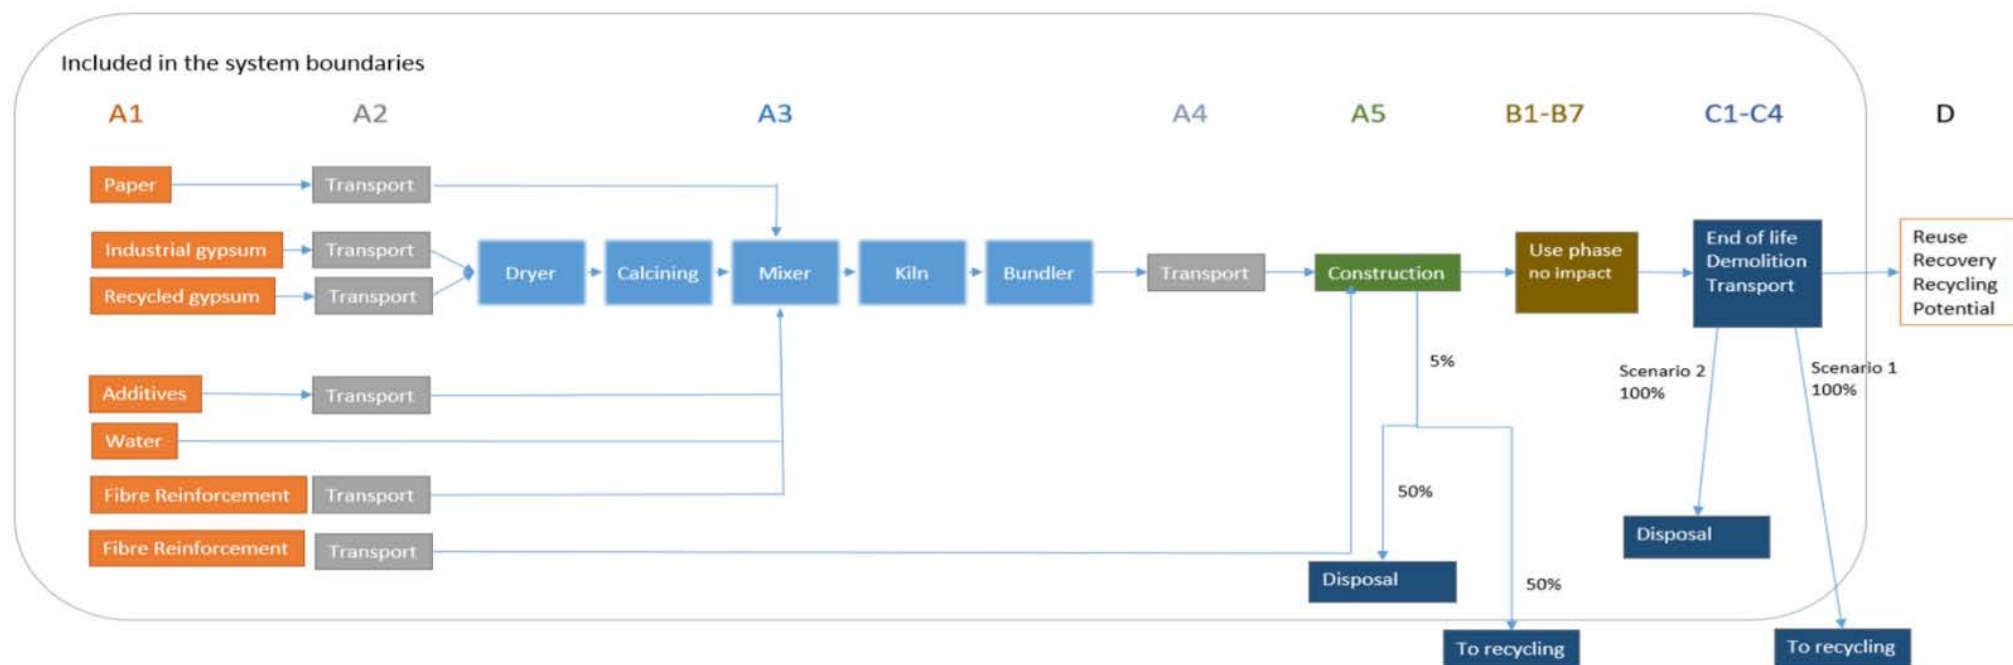 Included in the system boundaries
A1
A2
A3
A4
A5
B1-B7
C1-C4
D
Paper
Transport
Industrial gypsum
Transport
Recycled gypsum
Transport
Dryer
Calcining
Mixer
Kiln
Bundler
Transport
Construction
Use phase
no impact
End of life
Demolition
Transport
Reuse
Recovery
Recycling
Potential
Additives
Transport
Water
Fibre Reinforcement
Transport
Fibre Reinforcement
Transport
5%
50%
Disposal
50%
To recycling
Scenario 2
100%
Disposal
Scenario 1
100%
To recycling